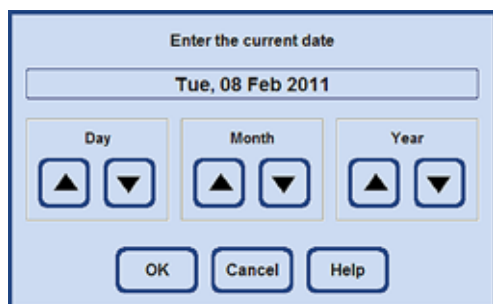 Enter the current date
Tue, 08 Feb 2011
Day Month Year
OK Cancel Help